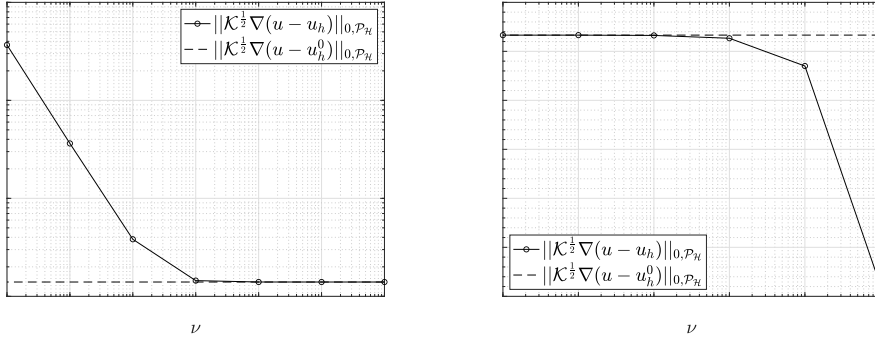 ||𝒦^{1/2}∇(u − u_h)||_{0,𝒫_ℋ}
||𝒦^{1/2}∇(u − u_h^0)||_{0,𝒫_ℋ}
ν
||𝒦^{1/2}∇(u − u_h)||_{0,𝒫_ℋ}
||𝒦^{1/2}∇(u − u_h^0)||_{0,𝒫_ℋ}
ν